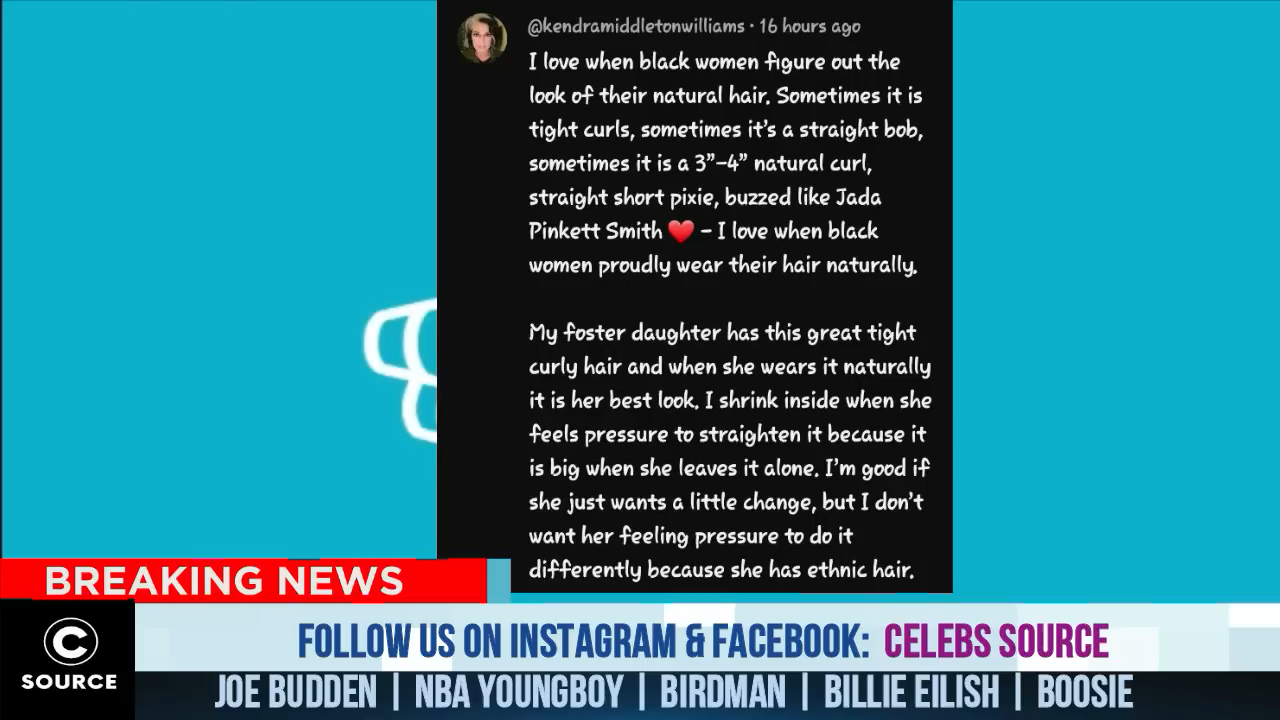 @kendramiddletonwilliams · 16 hours ago
I love when black women figure out the
look of their natural hair. Sometimes it is
tight curls, sometimes it's a straight bob,
sometimes it is a 3”–4” natural curl,
straight short pixie, buzzed like Jada
Pinkett Smith ❤️ – I love when black
women proudly wear their hair naturally.
My foster daughter has this great tight
curly hair and when she wears it naturally
it is her best look. I shrink inside when she
feels pressure to straighten it because it
is big when she leaves it alone. I'm good if
she just wants a little change, but I don't
want her feeling pressure to do it
differently because she has ethnic hair.
BREAKING NEWS
C
SOURCE
FOLLOW US ON INSTAGRAM & FACEBOOK: CELEBS SOURCE
JOE BUDDEN | NBA YOUNGBOY | BIRDMAN | BILLIE EILISH | BOOSIE